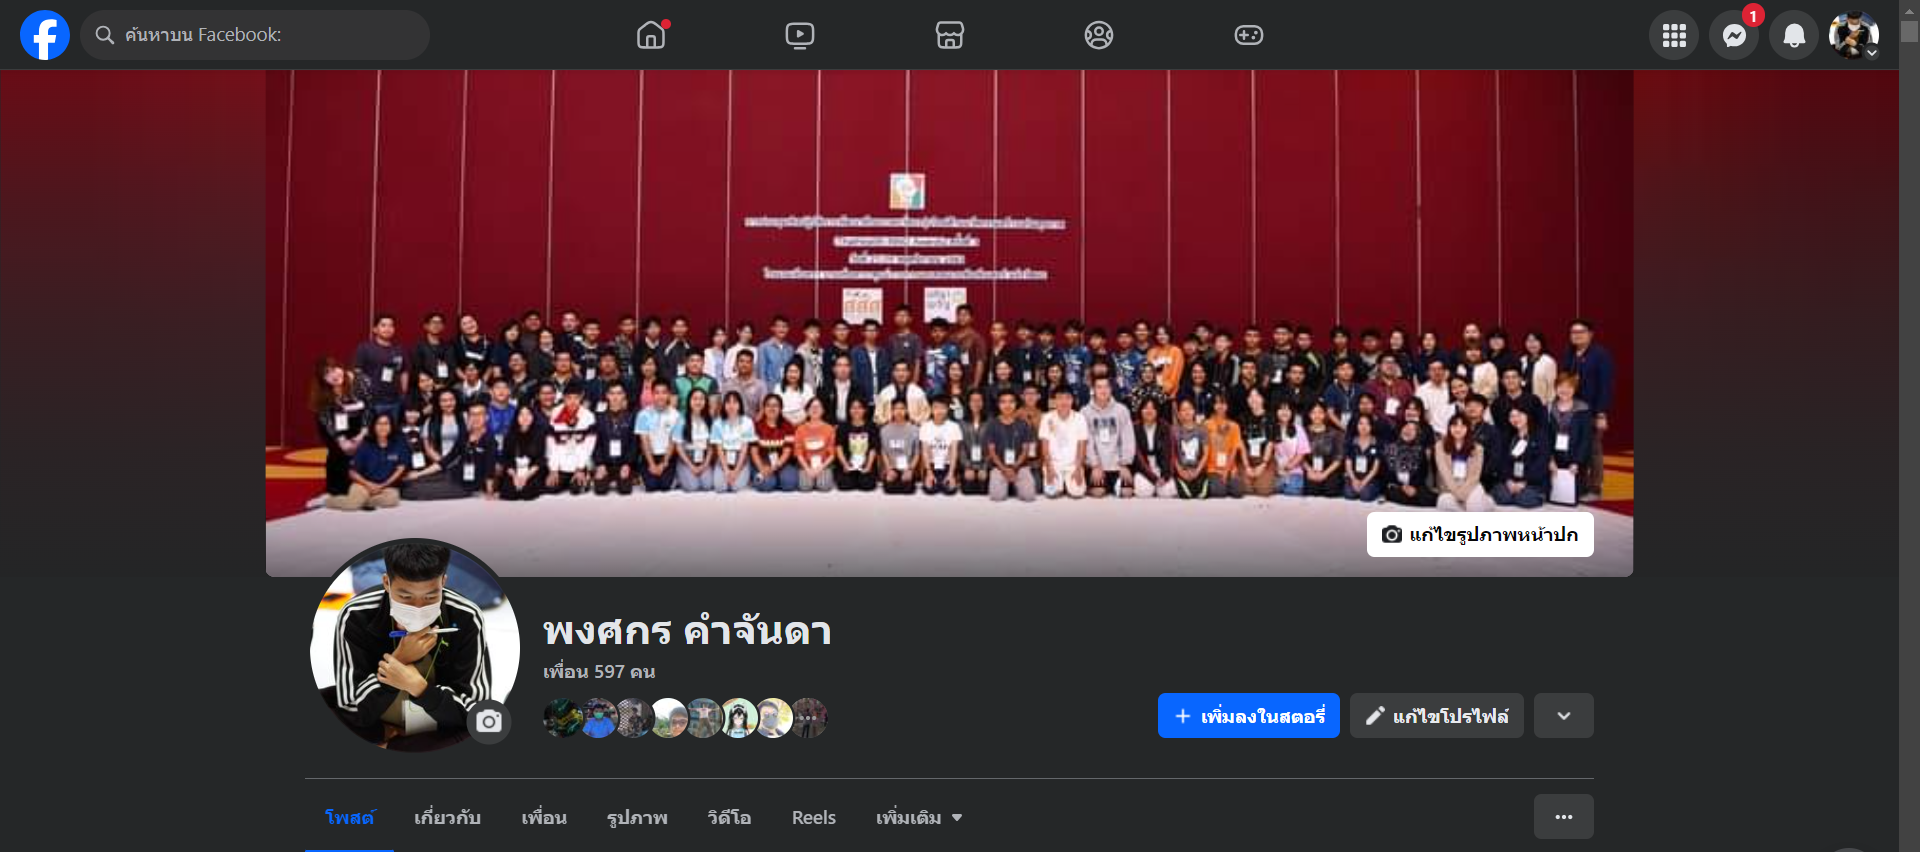 ค้นหาบน Facebook:
1
สสส
แก้ไขรูปภาพหน้าปก
พงศกร คำจันดา
เพื่อน 597 คน
+ เพิ่มลงในสตอรี่
แก้ไขโปรไฟล์
โพสต์
เกี่ยวกับ
เพื่อน
รูปภาพ
วิดีโอ
Reels
เพิ่มเติม